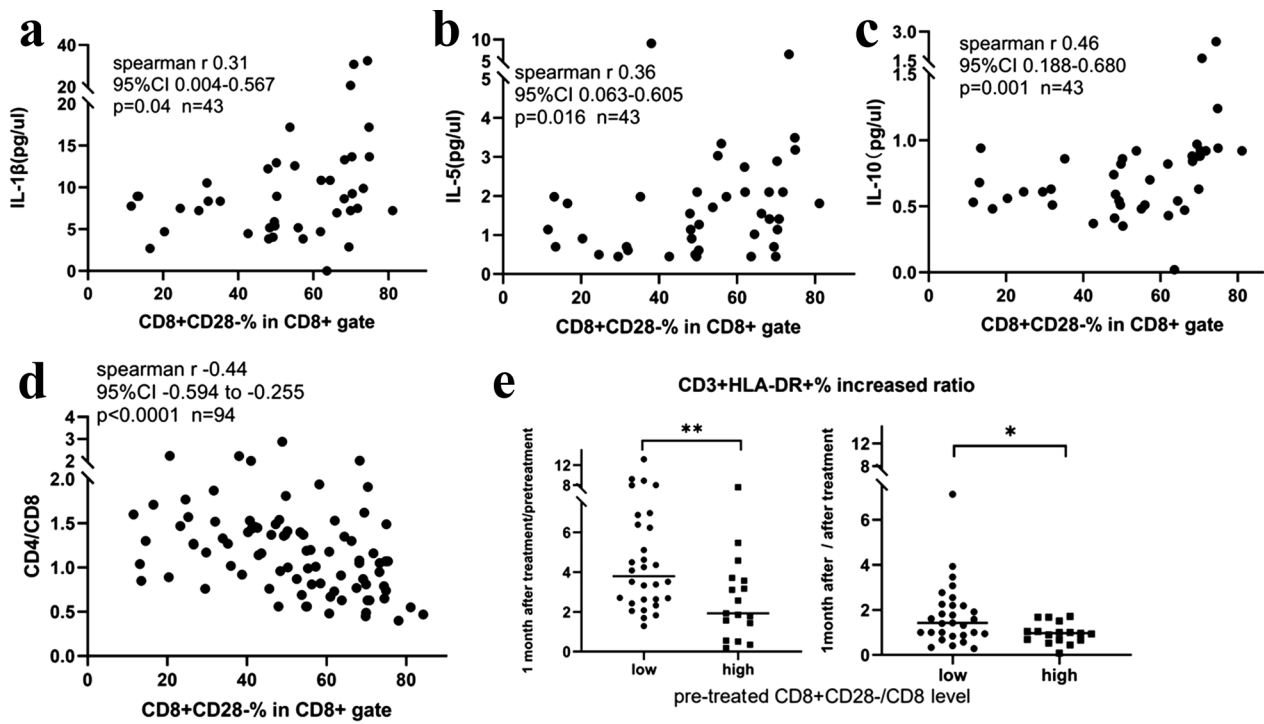 a
spearman r 0.31
95%CI 0.004-0.567
p=0.04 n=43
IL-1β(pg/ul)
40
20
20
15
10
5
0
0 20 40 60 80
CD8+CD28-% in CD8+ gate
b
spearman r 0.36
95%CI 0.063-0.605
p=0.016 n=43
IL-5(pg/ul)
10
5
5
4
3
2
1
0
0 20 40 60 80
CD8+CD28-% in CD8+ gate
c
spearman r 0.46
95%CI 0.188-0.680
p=0.001 n=43
IL-10（pg/ul)
3.0
1.5
1.5
1.0
0.5
0.0
0 20 40 60 80
CD8+CD28-% in CD8+ gate
d
spearman r -0.44
95%CI -0.594 to -0.255
p<0.0001 n=94
CD4/CD8
4
3
2
2.0
1.5
1.0
0.5
0.0
0 20 40 60 80
CD8+CD28-% in CD8+ gate
e
CD3+HLA-DR+% increased ratio
1 month after treatment/pretreatment
**
12
8
6
4
2
0
low high
1month after / after treatment
*
12
8
6
4
2
0
low high
pre-treated CD8+CD28-/CD8 level